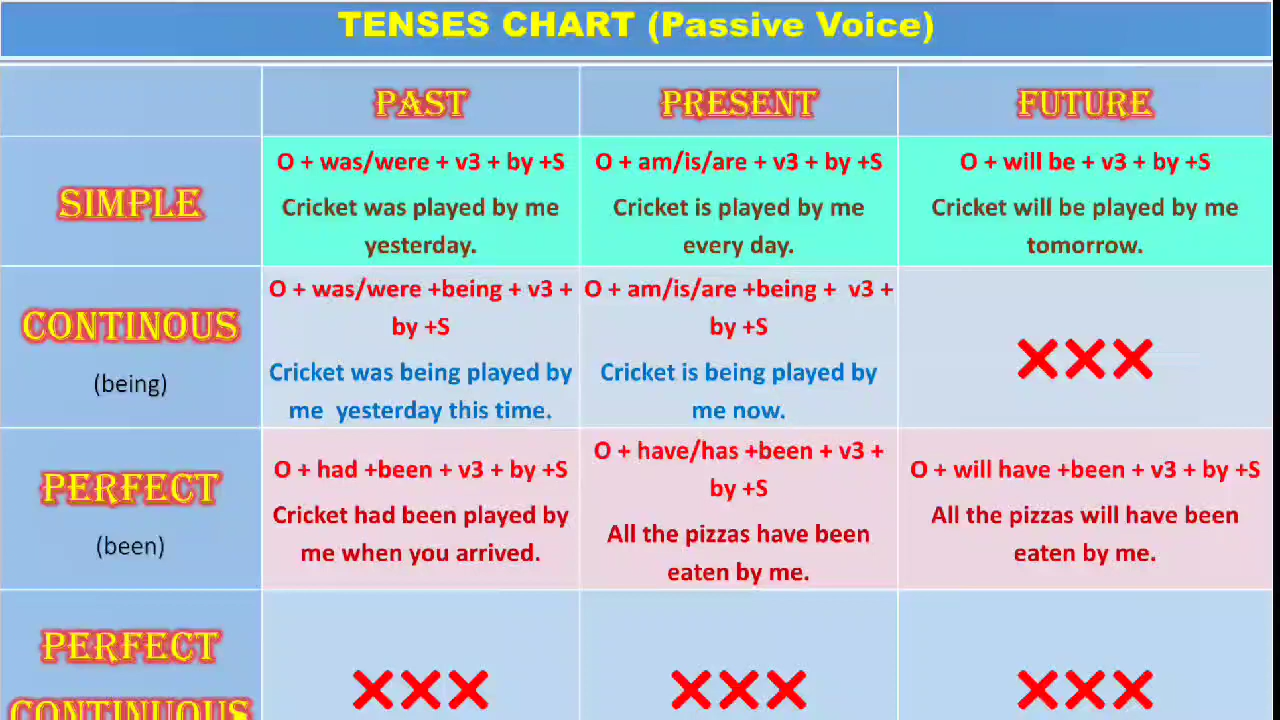 TENSES CHART (Passive Voice)
PAST PRESENT FUTURE
SIMPLE
O + was/were + v3 + by +S
Cricket was played by me
yesterday.
O + am/is/are + v3 + by +S
Cricket is played by me
every day.
O + will be + v3 + by +S
Cricket will be played by me
tomorrow.
CONTINOUS
(being)
O + was/were +being + v3 +
by +S
Cricket was being played by
me yesterday this time.
O + am/is/are +being + v3 +
by +S
Cricket is being played by
me now.
PERFECT
(been)
O + had +been + v3 + by +S
Cricket had been played by
me when you arrived.
O + have/has +been + v3 +
by +S
All the pizzas have been
eaten by me.
O + will have +been + v3 + by +S
All the pizzas will have been
eaten by me.
PERFECT
CONTINUOUS